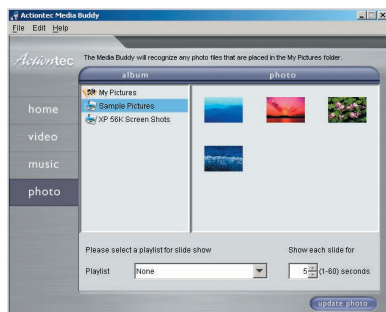 Actiontec Media Buddy
File Edit Help
Actiontec
The Media Buddy will recognize any photo files that are placed in the My Pictures folder.
album photo
My Pictures
Sample Pictures
XP 56K Screen Shots
home
video
music
photo
Please select a playlist for slide show
Show each slide for
Playlist None 5 (1-60) seconds
update photo